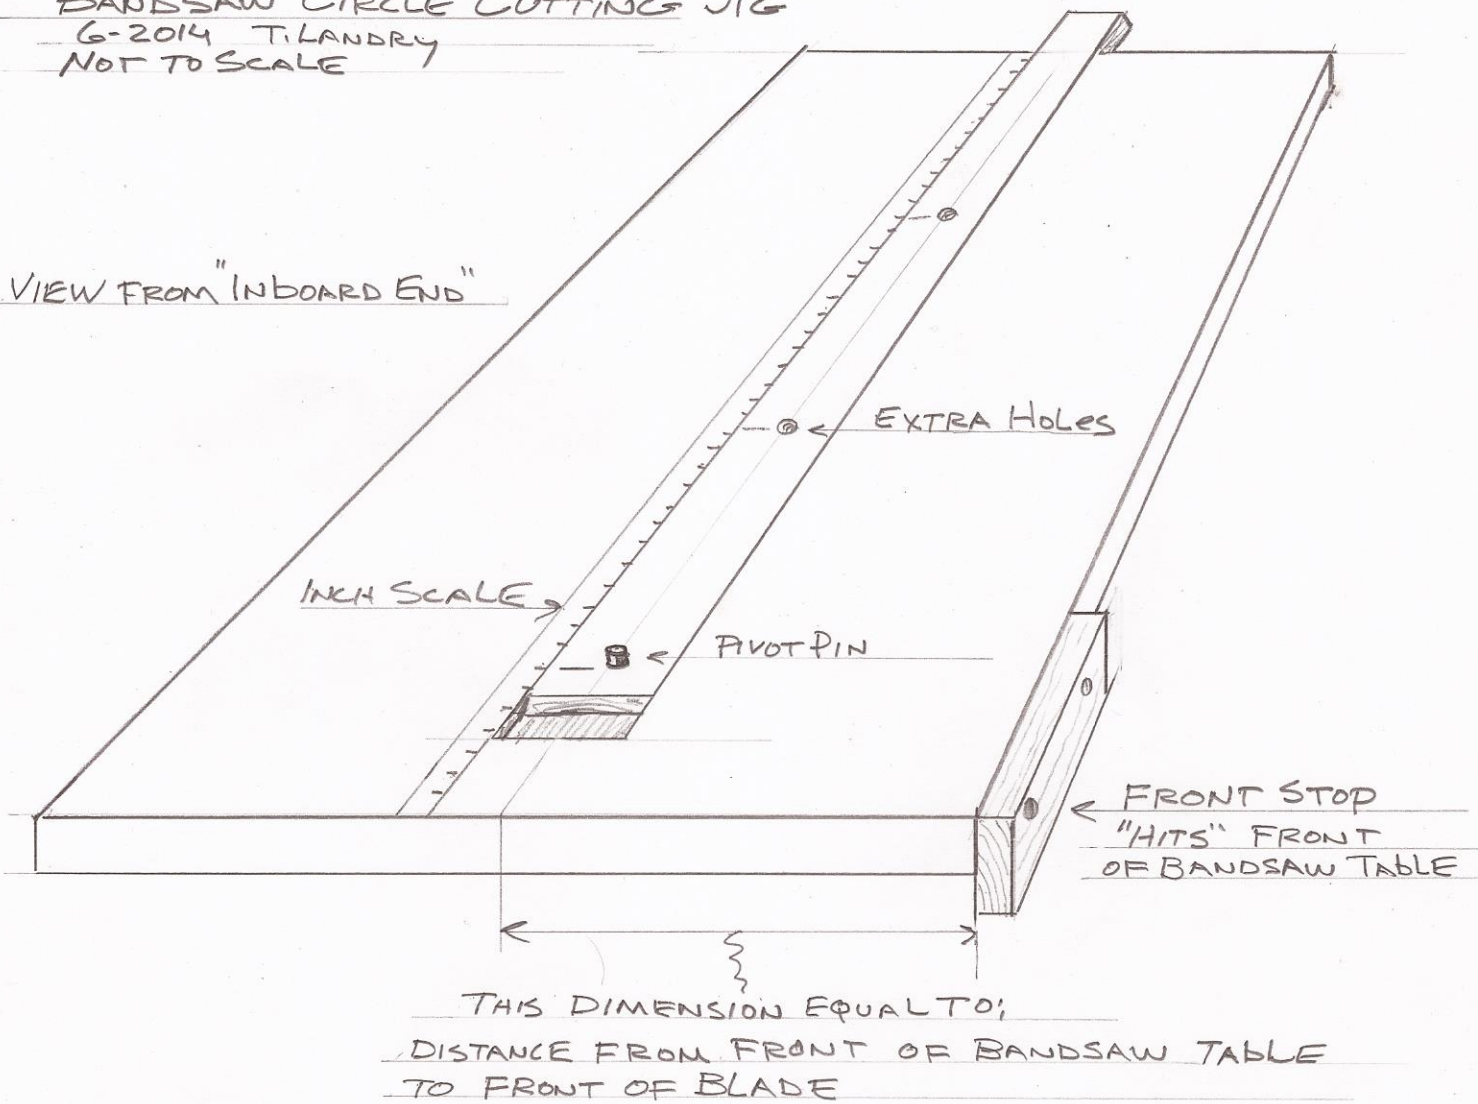 BANDSAW CIRCLE CUTTING JIG
6-2014 T. LANDRY
NOT TO SCALE
VIEW FROM "INBOARD END"
EXTRA HOLES
INCH SCALE
PIVOT PIN
FRONT STOP
"HITS" FRONT
OF BANDSAW TABLE
THIS DIMENSION EQUAL TO;
DISTANCE FROM FRONT OF BANDSAW TABLE
TO FRONT OF BLADE